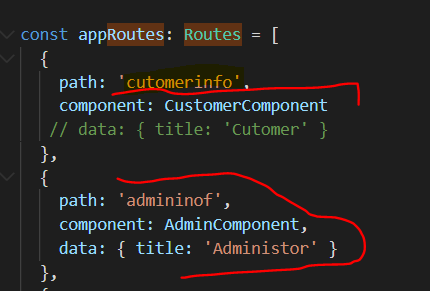 const appRoutes: Routes = [
{
path: 'cutomerinfo',
component: CustomerComponent
// data: { title: 'Cutomer' }
},
{
path: 'admininof',
component: AdminComponent,
data: { title: 'Administor' }
},
{